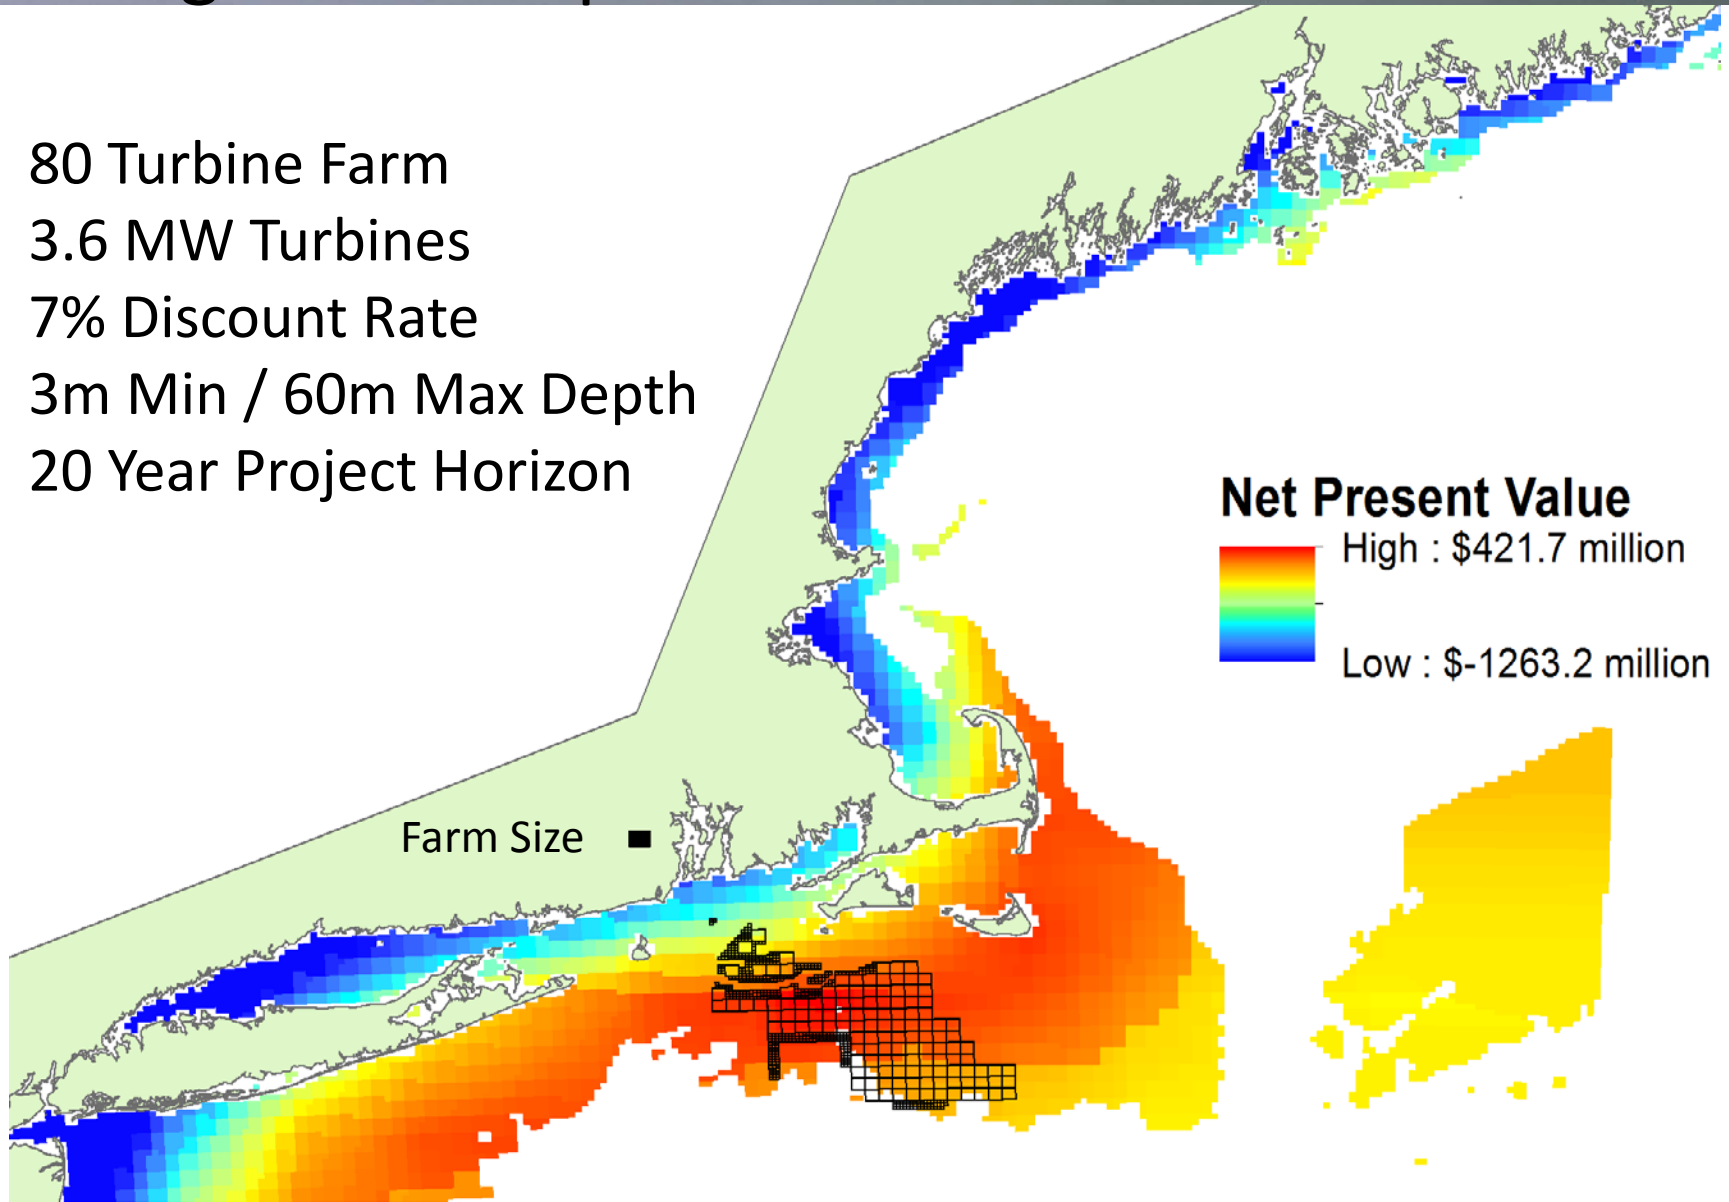 80 Turbine Farm
3.6 MW Turbines
7% Discount Rate
3m Min / 60m Max Depth
20 Year Project Horizon
Net Present Value
High : $421.7 million
Low : $-1263.2 million
Farm Size